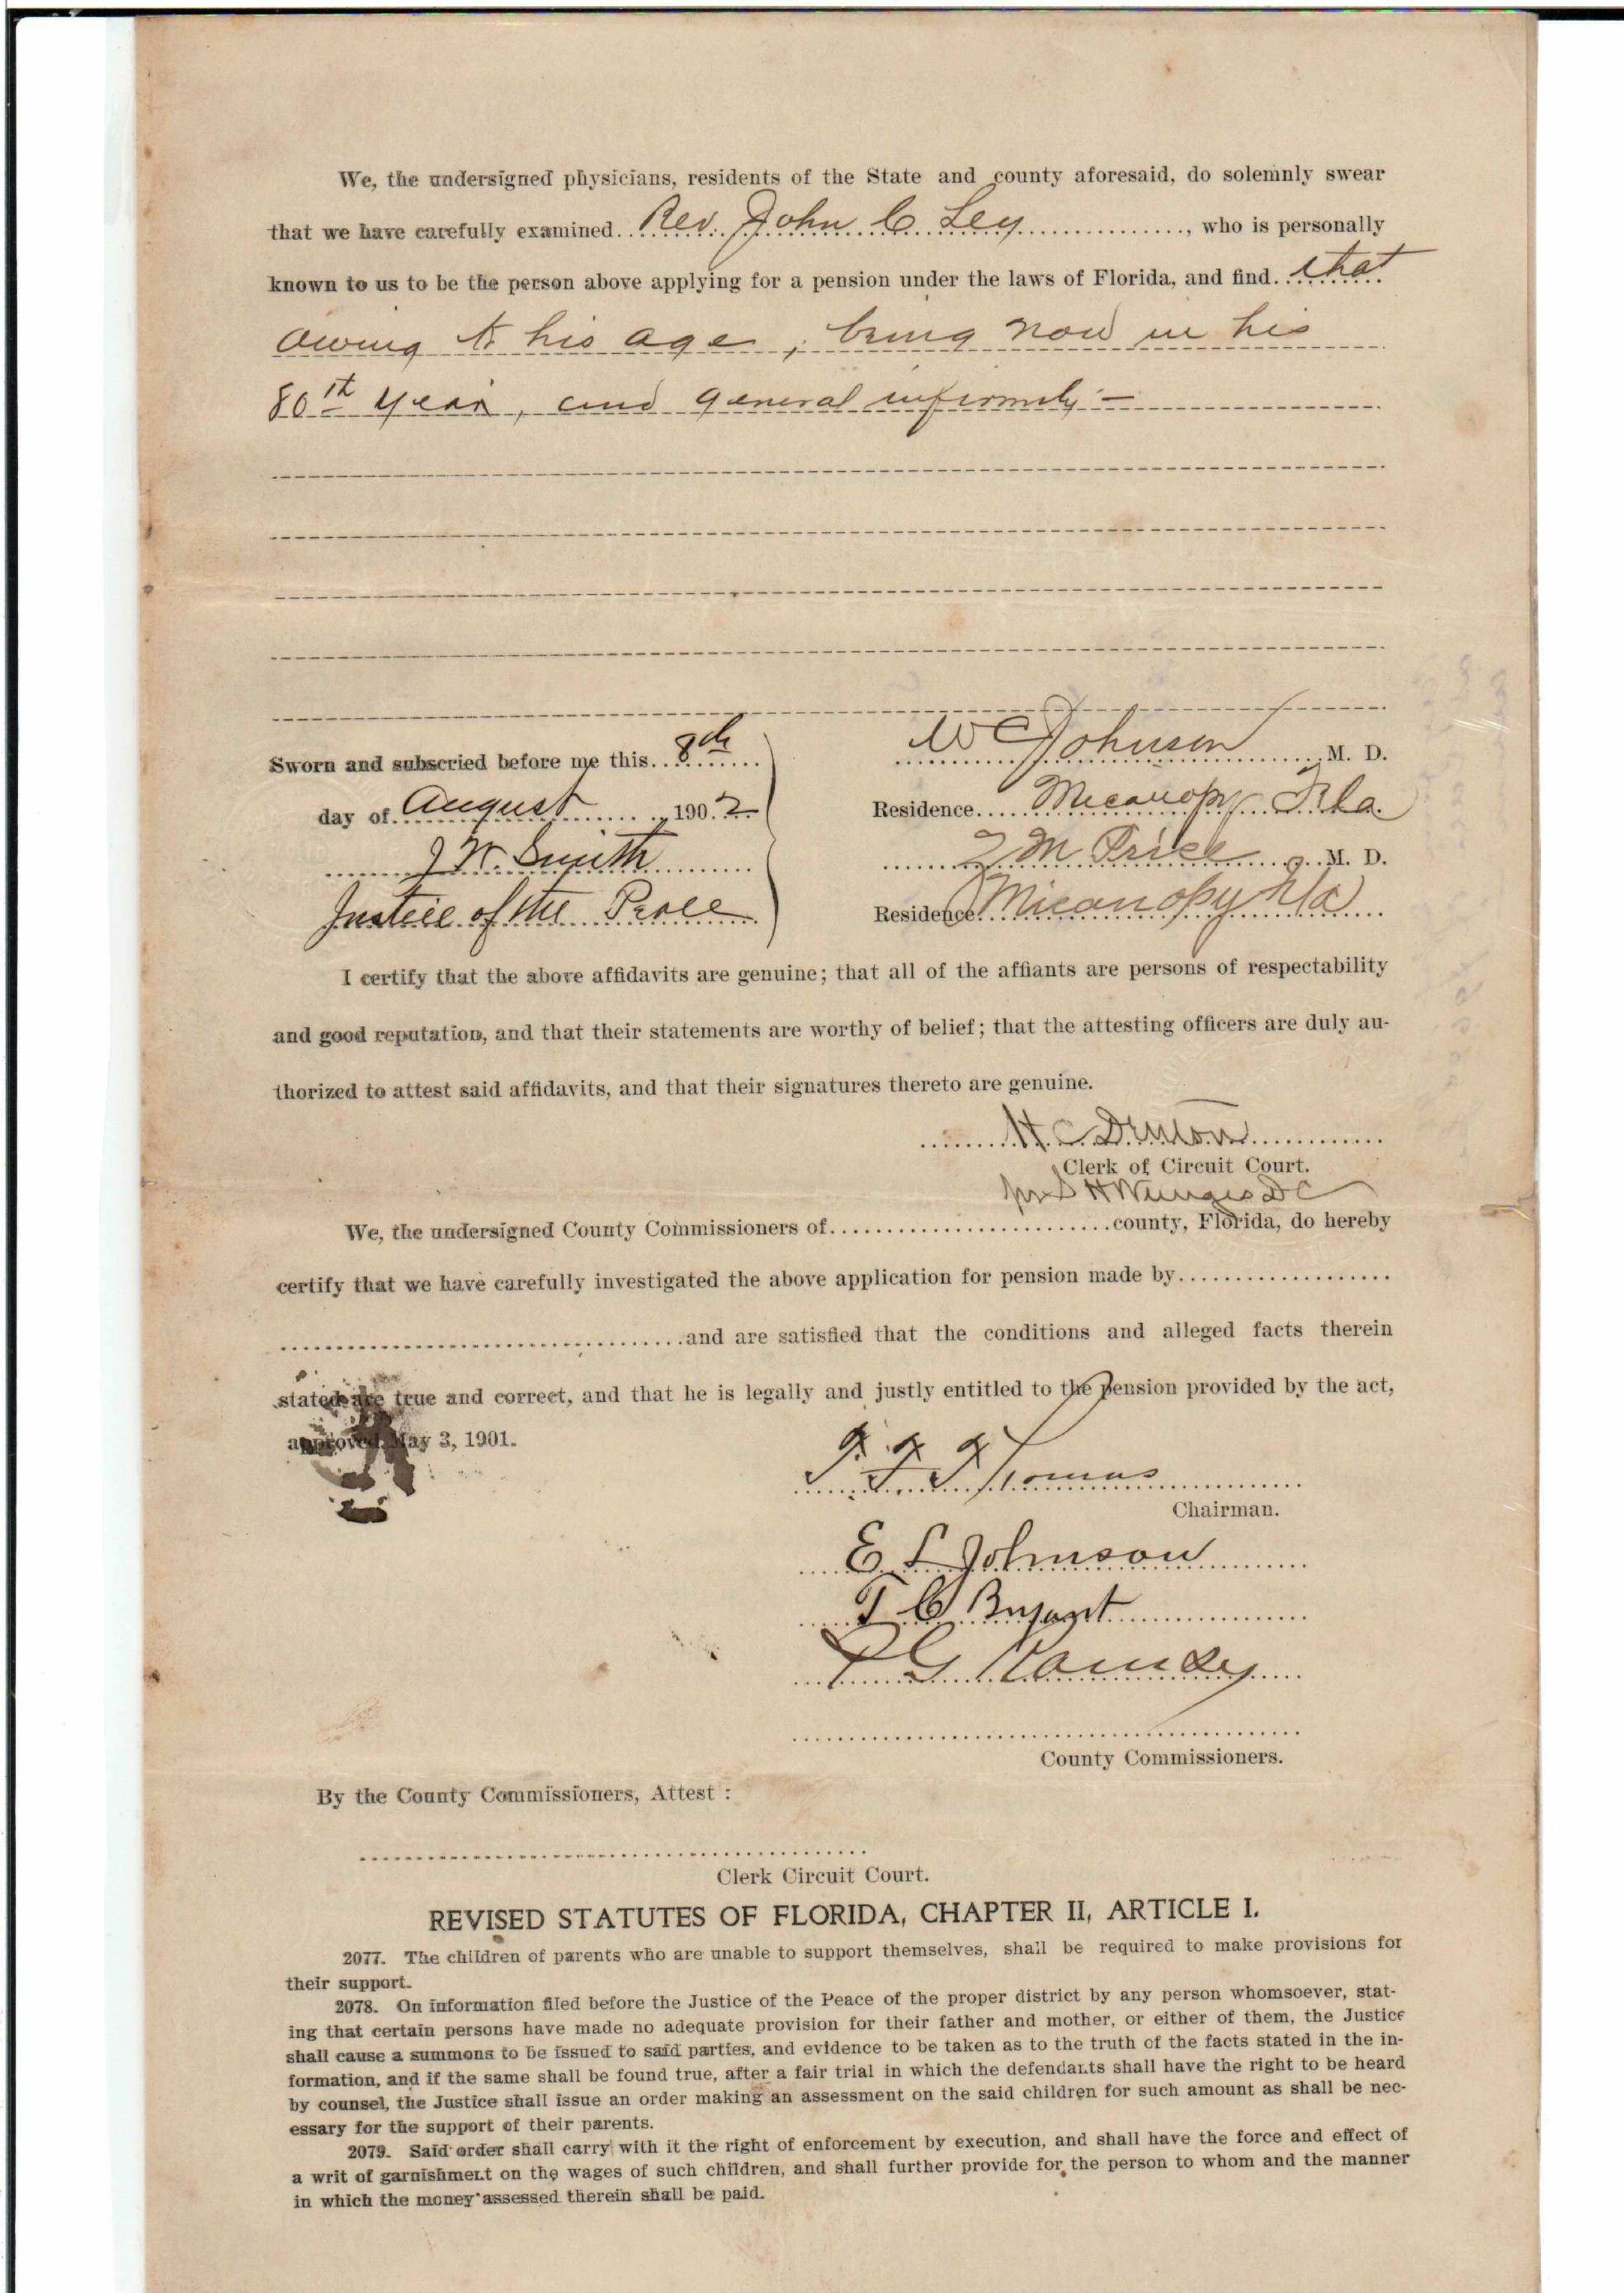 We, the undersigned physicians, residents of the State and county aforesaid, do solemnly swear
that we have carefully examined Rev. John C Ley, who is personally
known to us to be the person above applying for a pension under the laws of Florida, and find that
owing to his age, being now in his
80th year, and general infirmity —
Sworn and subscried before me this 8th
day of August 1902
J W. Smith
Justice of the Peace
W C Johnson M. D.
Residence Micanopy Fla.
M Price M. D.
Residence Micanopy Fla
I certify that the above affidavits are genuine; that all of the affiants are persons of respectability
and good reputation, and that their statements are worthy of belief; that the attesting officers are duly au-
thorized to attest said affidavits, and that their signatures thereto are genuine.
H. C. Denton
Clerk of Circuit Court.
S H Wienges DC
We, the undersigned County Commissioners of county, Florida, do hereby
certify that we have carefully investigated the above application for pension made by
and are satisfied that the conditions and alleged facts therein
stated are true and correct, and that he is legally and justly entitled to the pension provided by the act,
approved May 3, 1901.
F. F. Thomas
Chairman.
E L Johnson
T C Bryant
P G Ramsey
County Commissioners.
By the County Commissioners, Attest :
Clerk Circuit Court.
REVISED STATUTES OF FLORIDA, CHAPTER II, ARTICLE I.
2077. The children of parents who are unable to support themselves, shall be required to make provisions for
their support.
2078. On information filed before the Justice of the Peace of the proper district by any person whomsoever, stat-
ing that certain persons have made no adequate provision for their father and mother, or either of them, the Justice
shall cause a summons to be issued to said parties, and evidence to be taken as to the truth of the facts stated in the in-
formation, and if the same shall be found true, after a fair trial in which the defendants shall have the right to be heard
by counsel, the Justice shall issue an order making an assessment on the said children for such amount as shall be nec-
essary for the support of their parents.
2079. Said order shall carry with it the right of enforcement by execution, and shall have the force and effect of
a writ of garnishment on the wages of such children, and shall further provide for the person to whom and the manner
in which the money assessed therein shall be paid.